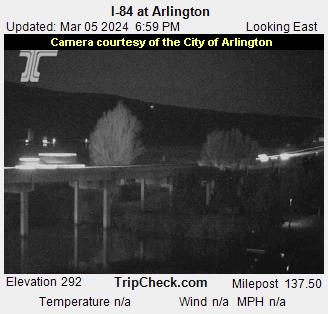 I-84 at Arlington
Updated: Mar 05 2024 6:59 PM Looking East
Camera courtesy of the City of Arlington
Elevation 292 TripCheck.com Milepost 137.50
Temperature n/a Wind n/a MPH n/a